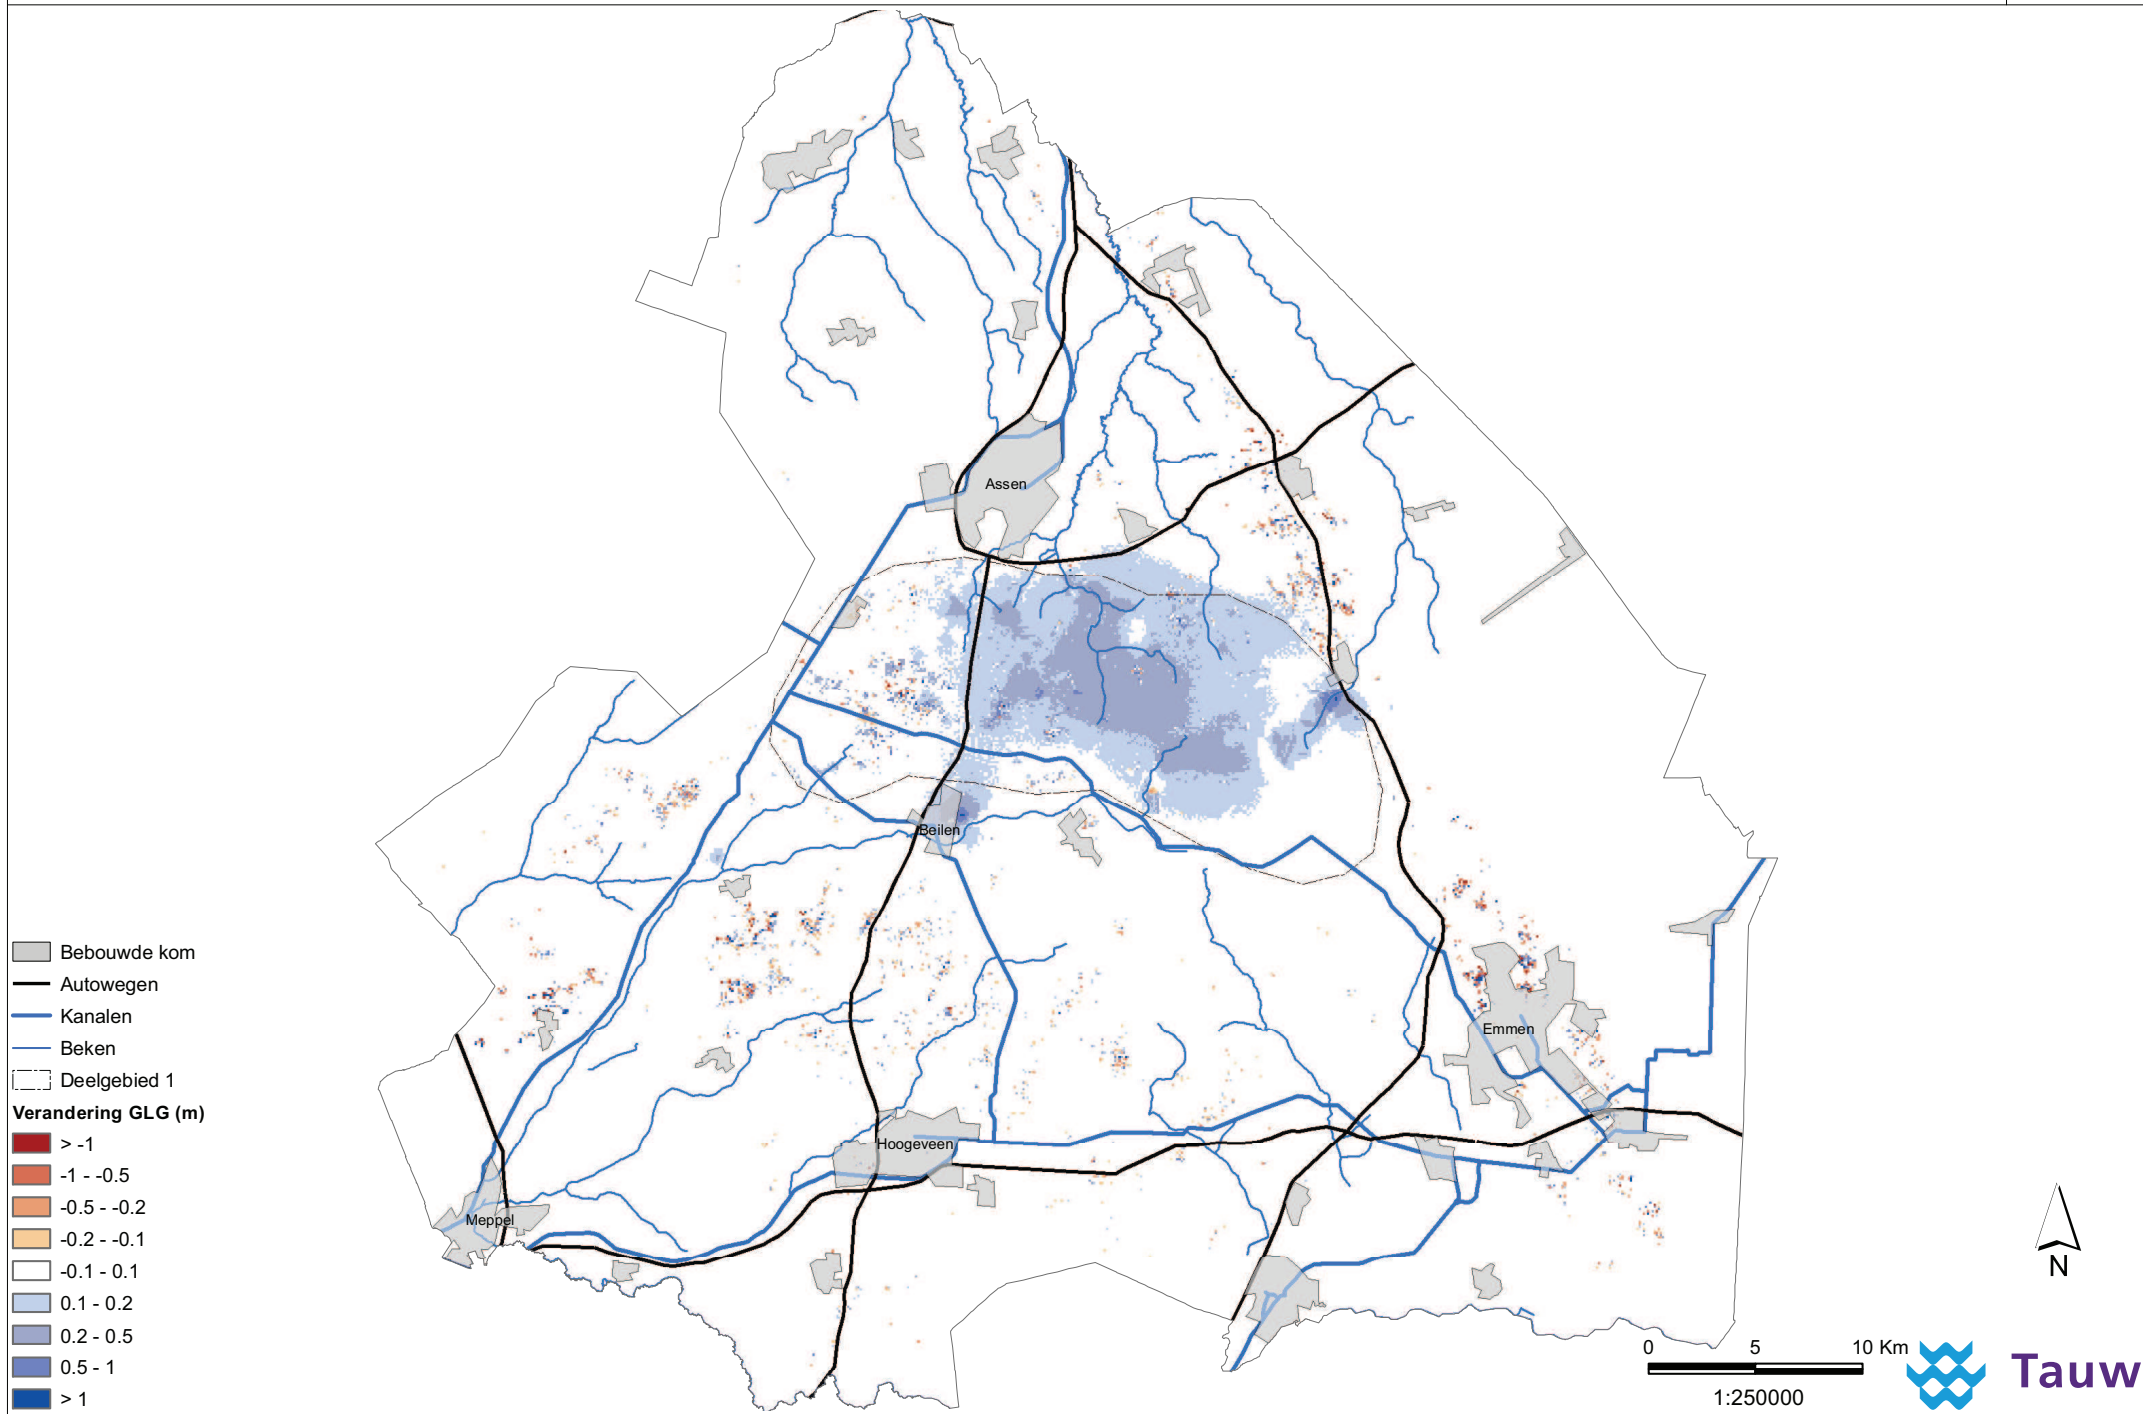 Assen
Beilen
Emmen
Hoogeveen
Meppel
Bebouwde kom
Autowegen
Kanalen
Beken
Deelgebied 1
Verandering GLG (m)
> -1
-1 - -0.5
-0.5 - -0.2
-0.2 - -0.1
-0.1 - 0.1
0.1 - 0.2
0.2 - 0.5
0.5 - 1
> 1
N
0 5 10 Km
1:250000
Tauw